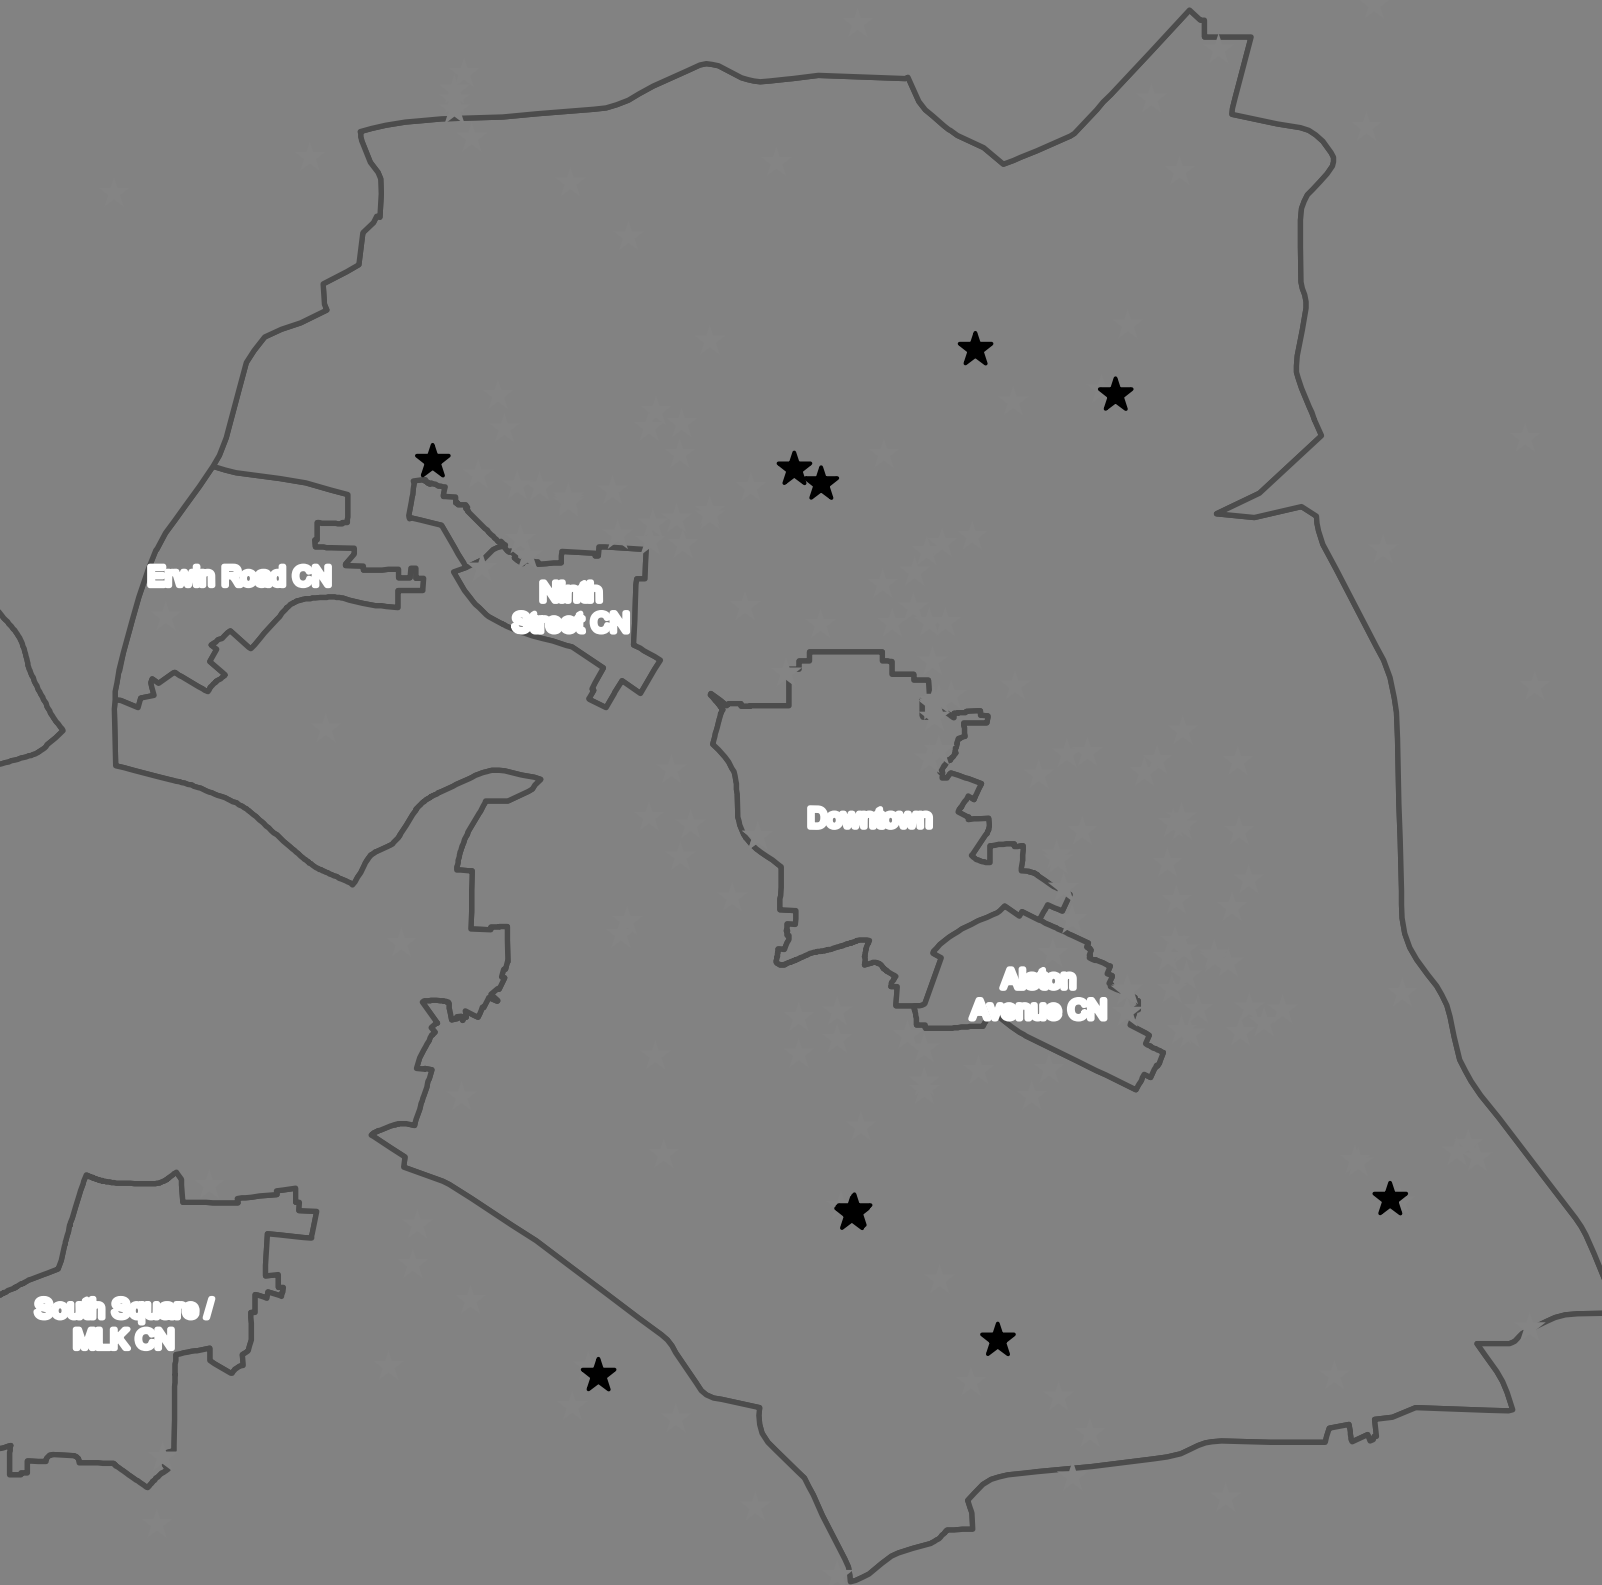 Erwin Road CN
Ninth
Street CN
Downtown
Alston
Avenue CN
South Square /
MLK CN